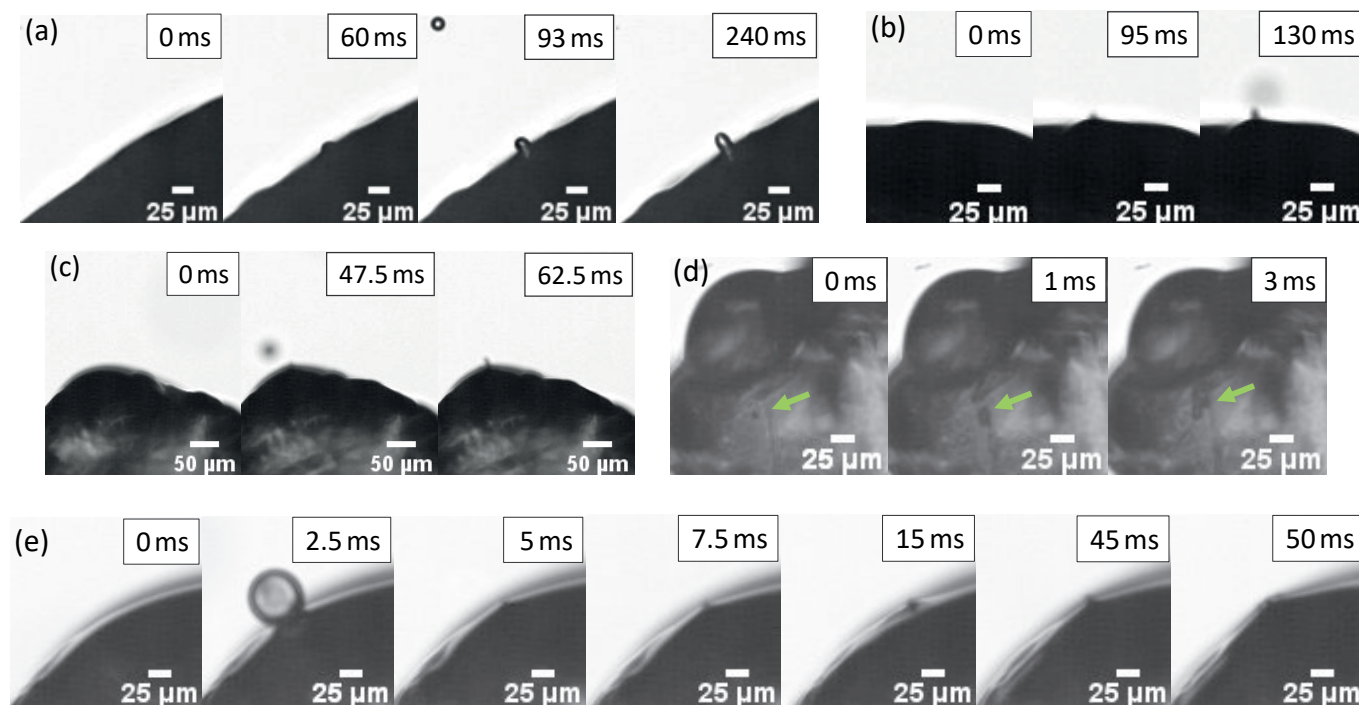 (a) 0 ms 60 ms 93 ms 240 ms
25 µm 25 µm 25 µm 25 µm
(b) 0 ms 95 ms 130 ms
25 µm 25 µm 25 µm
(c) 0 ms 47.5 ms 62.5 ms
50 µm 50 µm 50 µm
(d) 0 ms 1 ms 3 ms
25 µm 25 µm 25 µm
(e) 0 ms 2.5 ms 5 ms 7.5 ms 15 ms 45 ms 50 ms
25 µm 25 µm 25 µm 25 µm 25 µm 25 µm 25 µm